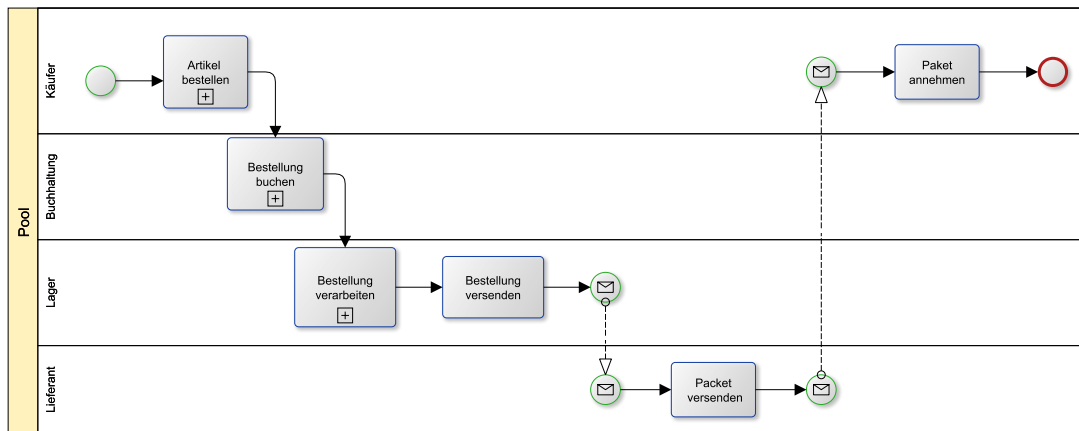 Pool
Käufer
Artikel
bestellen
Paket
annehmen
Buchhaltung
Bestellung
buchen
Lager
Bestellung
verarbeiten
Bestellung
versenden
Lieferant
Packet
versenden